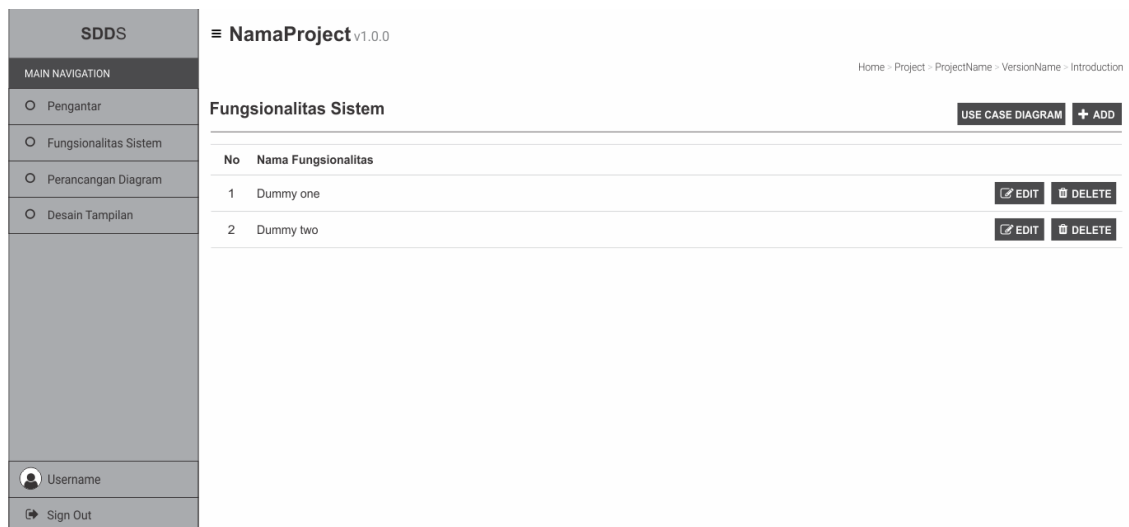 SDDS
MAIN NAVIGATION
Pengantar
Fungsionalitas Sistem
Perancangan Diagram
Desain Tampilan
Username
Sign Out
NamaProject v1.0.0
Home > Project > ProjectName > VersionName > Introduction
Fungsionalitas Sistem
USE CASE DIAGRAM + ADD
No Nama Fungsionalitas
1 Dummy one EDIT DELETE
2 Dummy two EDIT DELETE